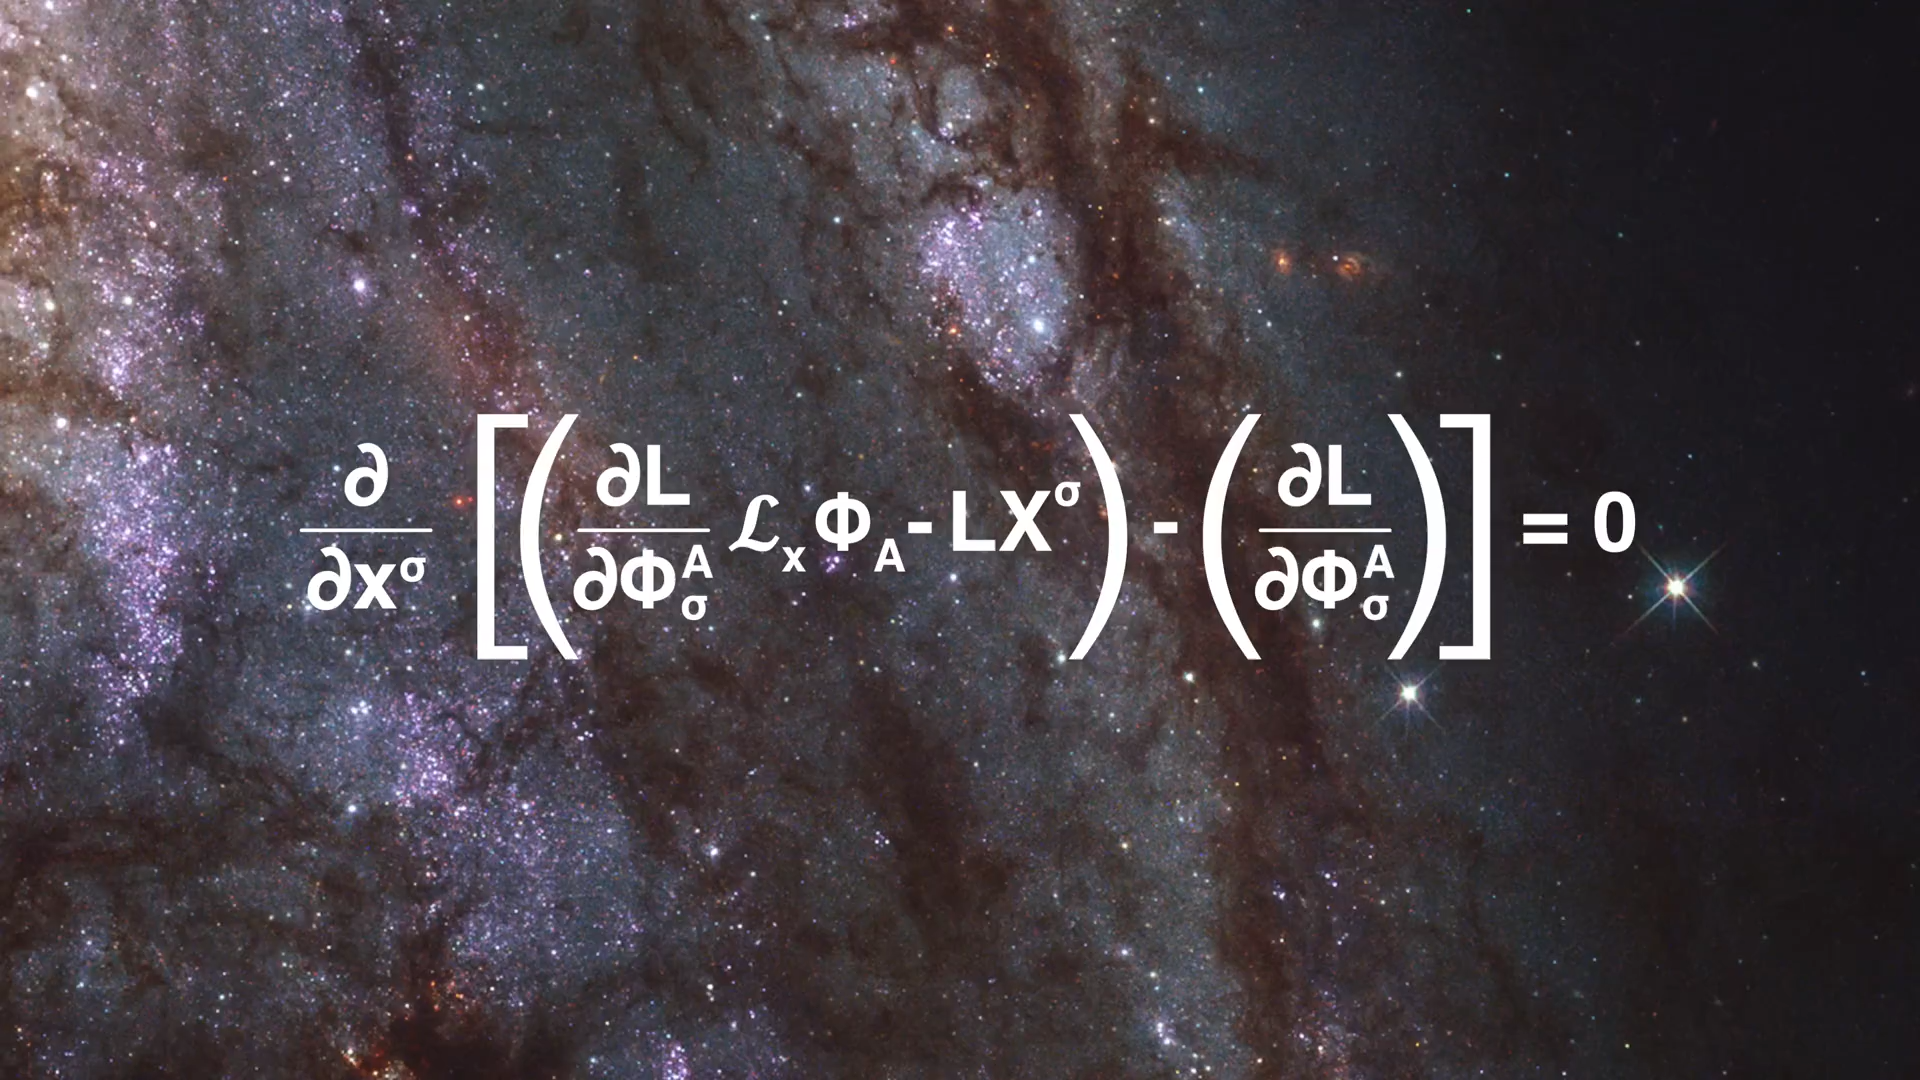 ∂/∂x^σ [(∂L/∂Φ^A_σ ℒ_x Φ_A - LX^σ) - (∂L/∂Φ^A_σ)] = 0